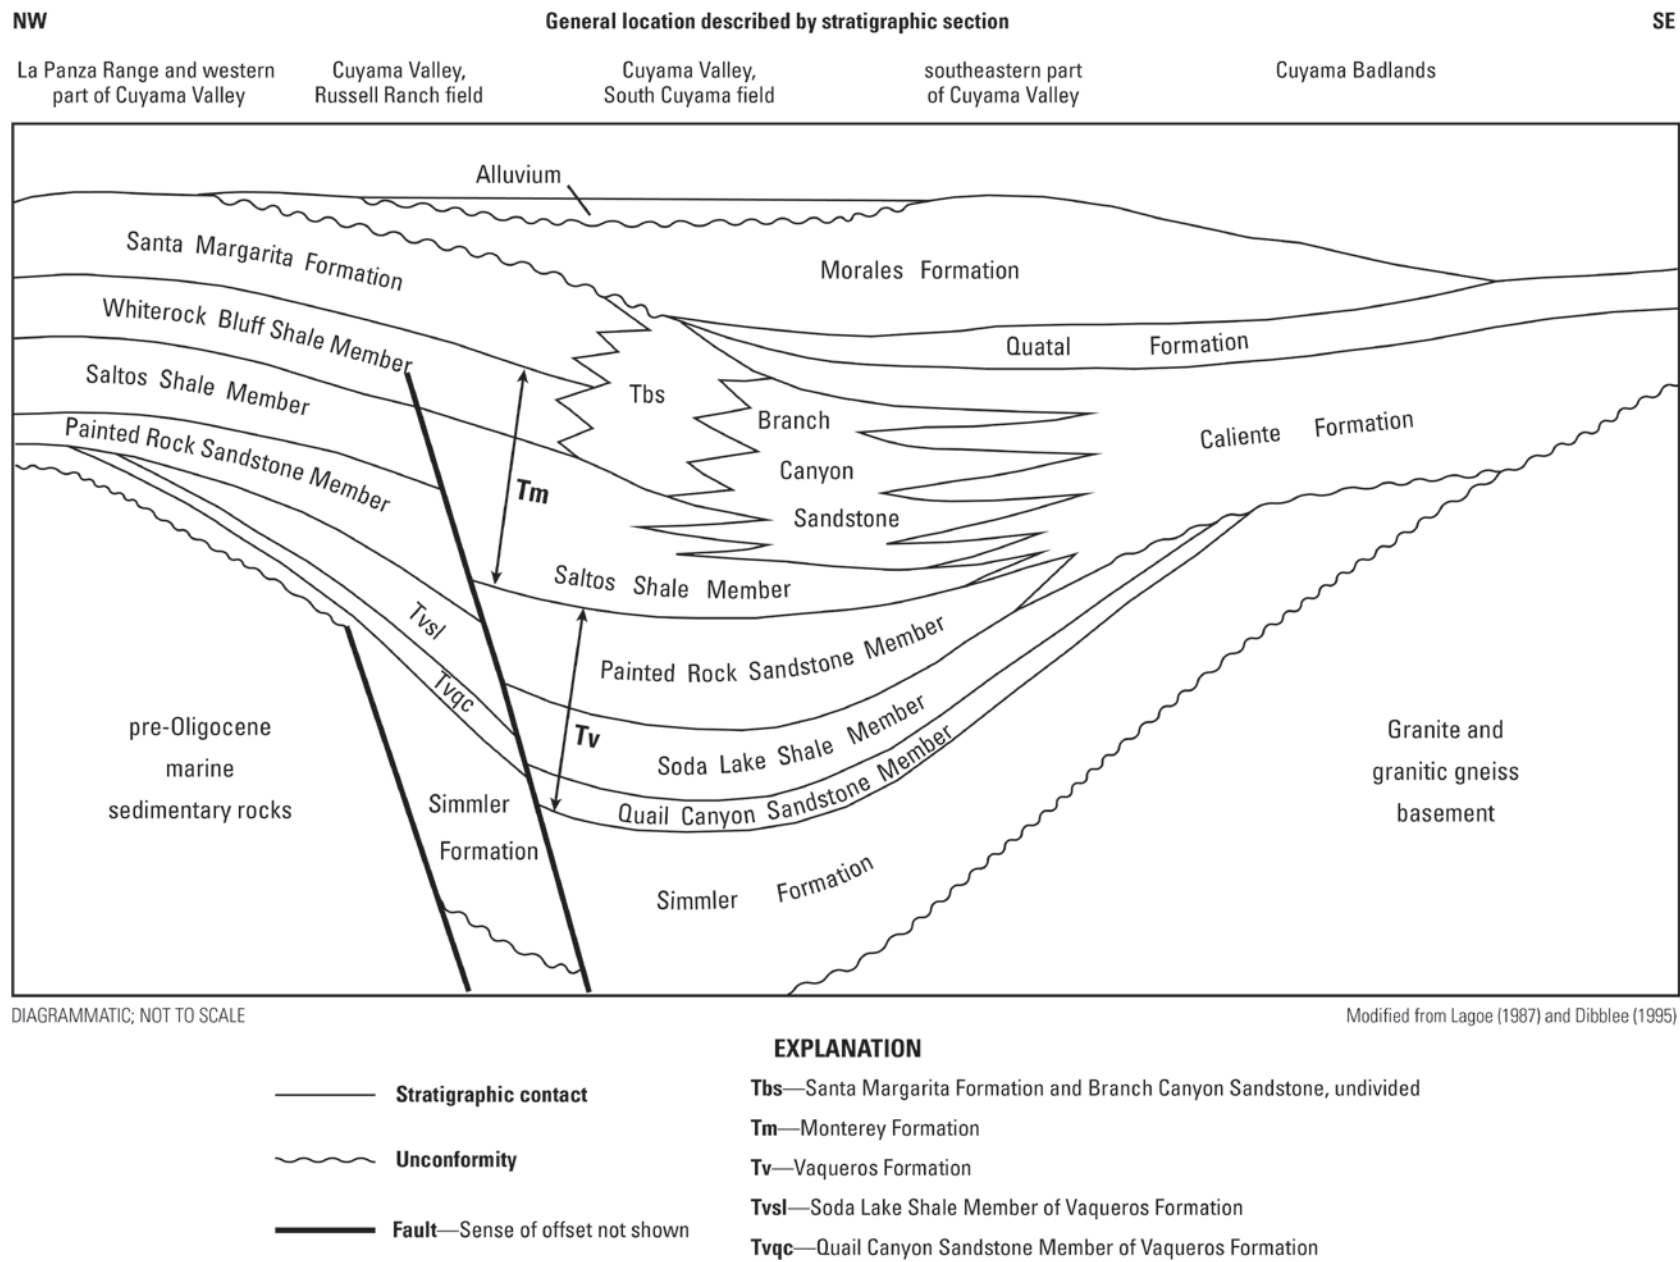 NW
General location described by stratigraphic section
SE
La Panza Range and western
part of Cuyama Valley
Cuyama Valley,
Russell Ranch field
Cuyama Valley,
South Cuyama field
southeastern part
of Cuyama Valley
Cuyama Badlands
Alluvium
Santa Margarita Formation
Morales Formation
Whiterock Bluff Shale Member
Quatal Formation
Saltos Shale Member
Tbs
Branch
Canyon
Sandstone
Caliente Formation
Painted Rock Sandstone Member
Tm
Saltos Shale Member
Tvsl
Painted Rock Sandstone Member
Tvqc
Tv
Soda Lake Shale Member
Quail Canyon Sandstone Member
pre-Oligocene
marine
sedimentary rocks
Granite and
granitic gneiss
basement
Simmler
Formation
Simmler Formation
DIAGRAMMATIC; NOT TO SCALE
Modified from Lagoe (1987) and Dibblee (1995)
EXPLANATION
Stratigraphic contact
Unconformity
Fault—Sense of offset not shown
Tbs—Santa Margarita Formation and Branch Canyon Sandstone, undivided
Tm—Monterey Formation
Tv—Vaqueros Formation
Tvsl—Soda Lake Shale Member of Vaqueros Formation
Tvqc—Quail Canyon Sandstone Member of Vaqueros Formation